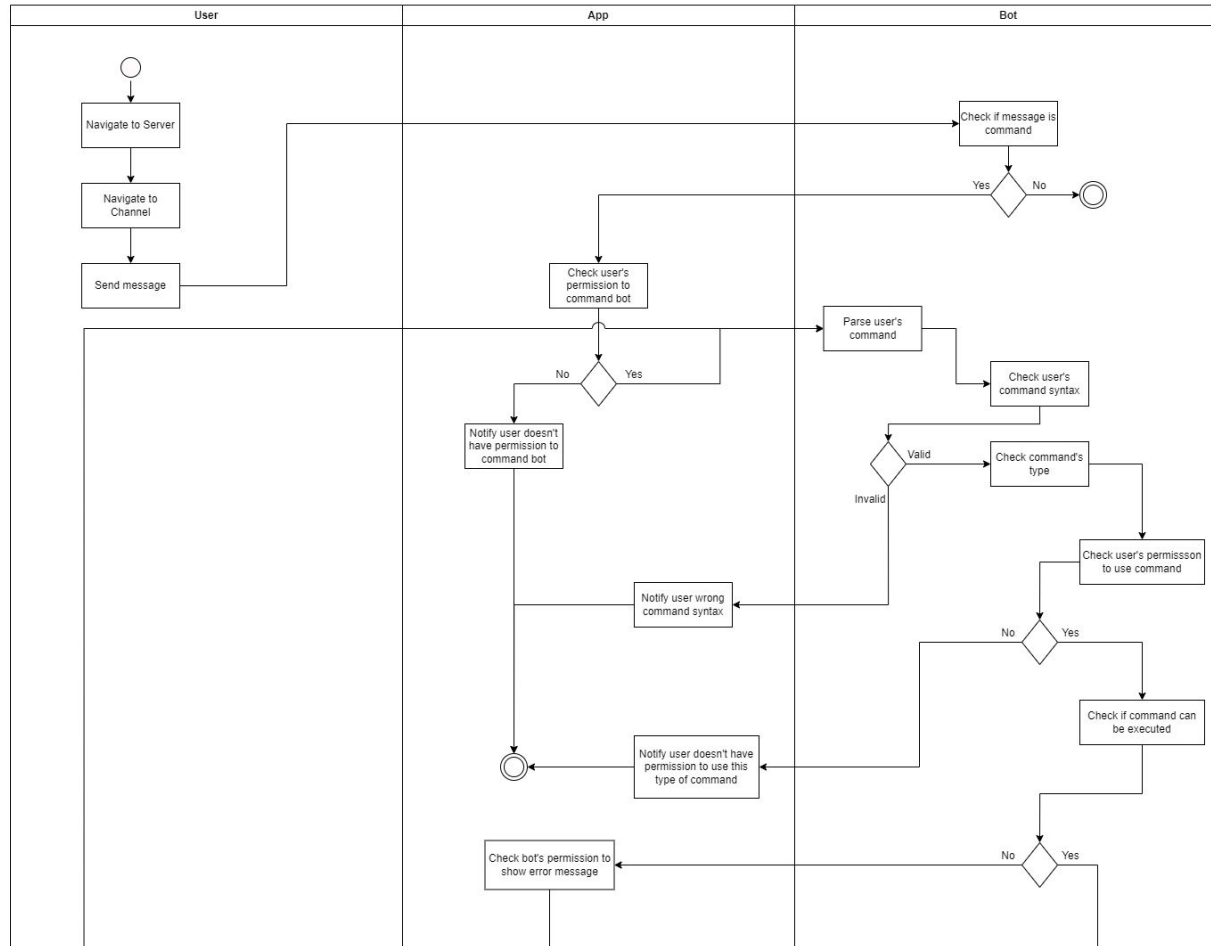 User
App
Bot
Navigate to Server
Check if message is
command
Yes
No
Navigate to
Channel
Send message
Check user's
permission to
command bot
Parse user's
command
No
Yes
Check user's
command syntax
Notify user doesn't
have permission to
command bot
Valid
Check command's
type
Invalid
Check user's permissson
to use command
Notify user wrong
command syntax
No
Yes
Check if command can
be executed
Notify user doesn't have
permission to use this
type of command
Check bot's permission to
show error message
No
Yes